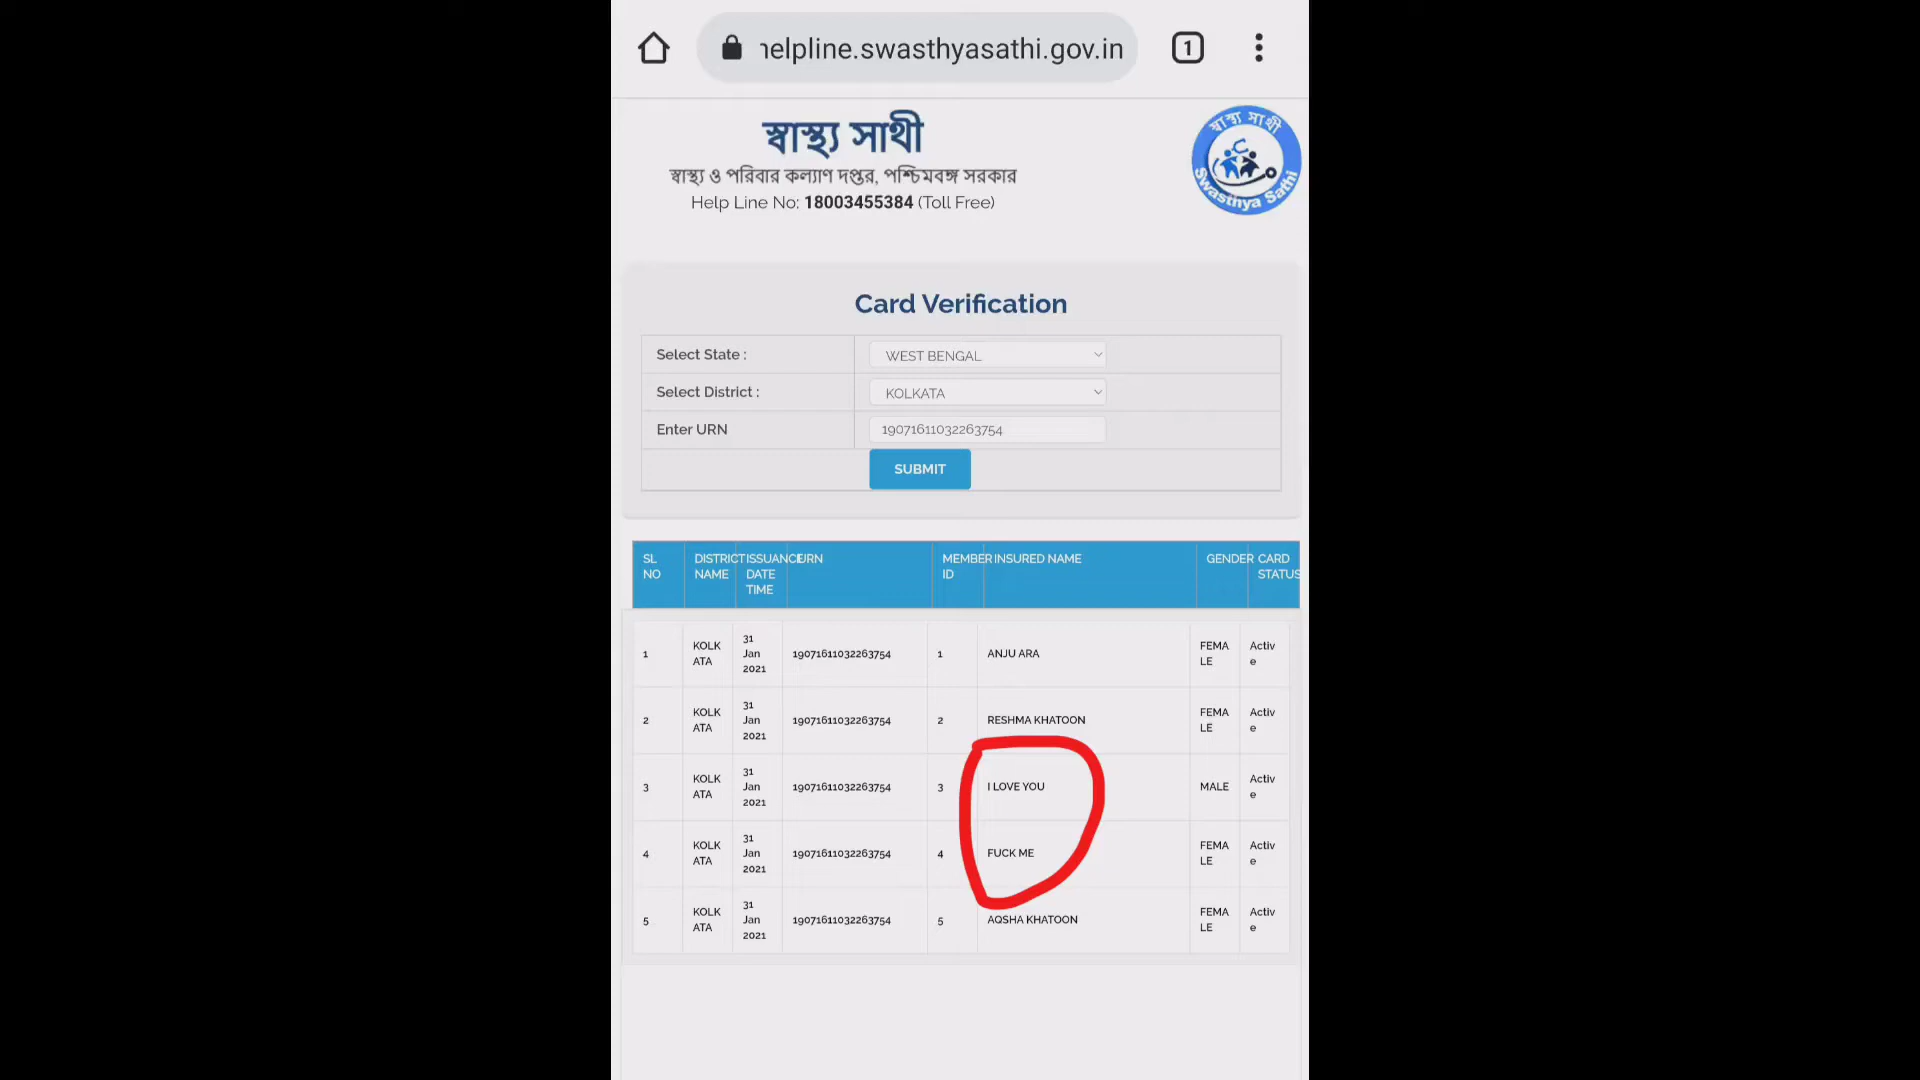 helpline.swasthyasathi.gov.in
1
স্বাস্থ্য সাথী
স্বাস্থ্য ও পরিবার কল্যাণ দপ্তর, পশ্চিমবঙ্গ সরকার
Help Line No: 18003455384 (Toll Free)
স্বাস্থ্য সাথী
Swasthya Sathi
Card Verification
Select State : WEST BENGAL
Select District : KOLKATA
Enter URN 19071611032263754
SUBMIT
SL NO DISTRICT NAME ISSUANCE DATE TIME URN MEMBER ID INSURED NAME GENDER CARD STATUS
1 KOLKATA 31 Jan 2021 19071611032263754 1 ANJU ARA FEMALE Active
2 KOLKATA 31 Jan 2021 19071611032263754 2 RESHMA KHATOON FEMALE Active
3 KOLKATA 31 Jan 2021 19071611032263754 3 I LOVE YOU MALE Active
4 KOLKATA 31 Jan 2021 19071611032263754 4 FUCK ME FEMALE Active
5 KOLKATA 31 Jan 2021 19071611032263754 5 AQSHA KHATOON FEMALE Active